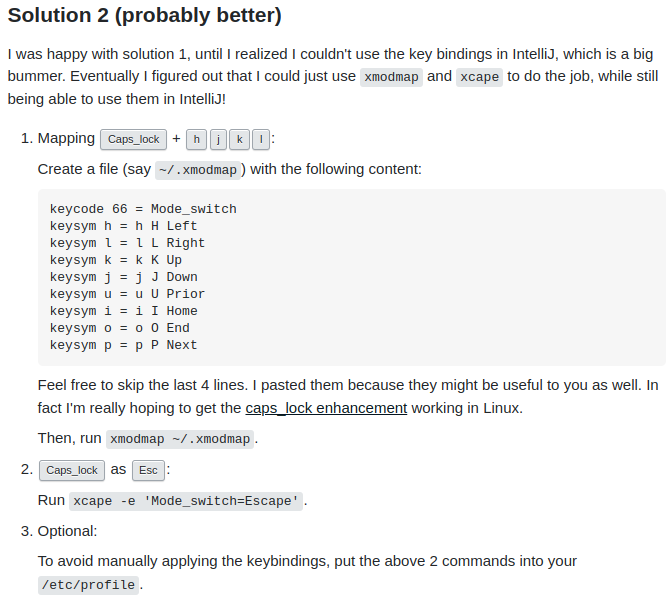 Solution 2 (probably better)
I was happy with solution 1, until I realized I couldn't use the key bindings in IntelliJ, which is a big
bummer. Eventually I figured out that I could just use xmodmap and xcape to do the job, while still
being able to use them in IntelliJ!
1. Mapping Caps_lock + h j k l :
Create a file (say ~/.xmodmap) with the following content:
keycode 66 = Mode_switch
keysym h = h H Left
keysym l = l L Right
keysym k = k K Up
keysym j = j J Down
keysym u = u U Prior
keysym i = i I Home
keysym o = o O End
keysym p = p P Next
Feel free to skip the last 4 lines. I pasted them because they might be useful to you as well. In
fact I'm really hoping to get the caps_lock enhancement working in Linux.
Then, run xmodmap ~/.xmodmap.
2. Caps_lock as Esc :
Run xcape -e 'Mode_switch=Escape'.
3. Optional:
To avoid manually applying the keybindings, put the above 2 commands into your
/etc/profile.